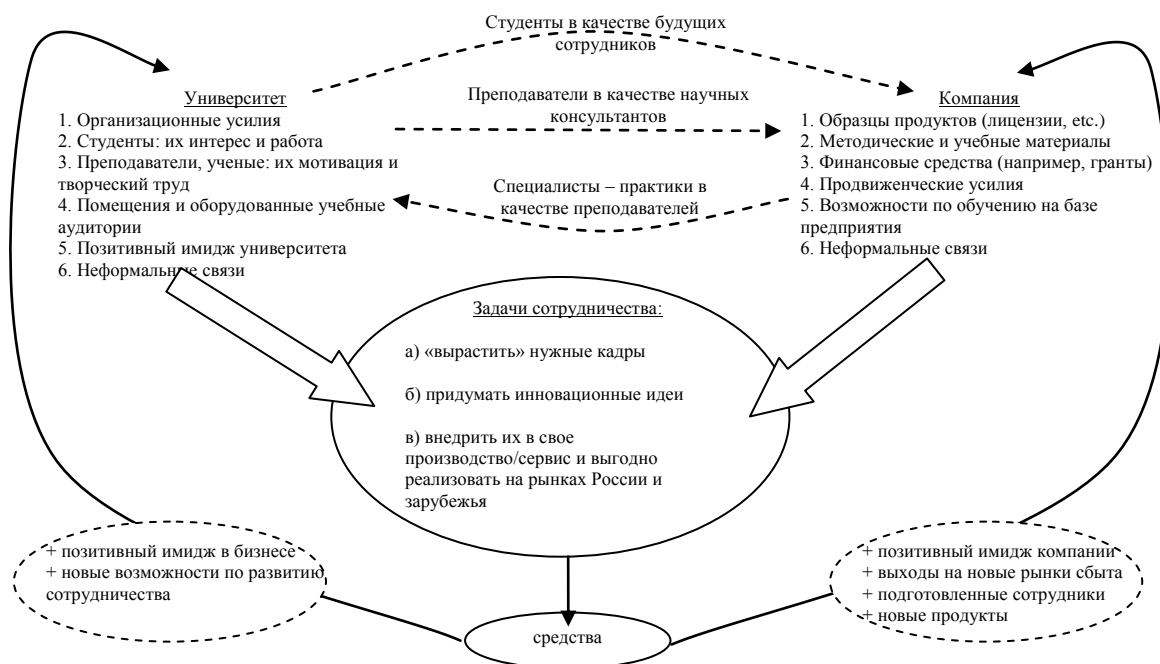 Студенты в качестве будущих
сотрудников
Университет
1. Организационные усилия
2. Студенты: их интерес и работа
3. Преподаватели, ученые: их мотивация и
творческий труд
4. Помещения и оборудованные учебные
аудитории
5. Позитивный имидж университета
6. Неформальные связи
Преподаватели в качестве научных
консультантов
Специалисты – практики в
качестве преподавателей
Компания
1. Образцы продуктов (лицензии, etc.)
2. Методические и учебные материалы
3. Финансовые средства (например, гранты)
4. Продвиженческие усилия
5. Возможности по обучению на базе
предприятия
6. Неформальные связи
Задачи сотрудничества:
а) «вырастить» нужные кадры
б) придумать инновационные идеи
в) внедрить их в свое
производство/сервис и выгодно
реализовать на рынках России и
зарубежья
+ позитивный имидж в бизнесе
+ новые возможности по развитию
сотрудничества
+ позитивный имидж компании
+ выходы на новые рынки сбыта
+ подготовленные сотрудники
+ новые продукты
средства